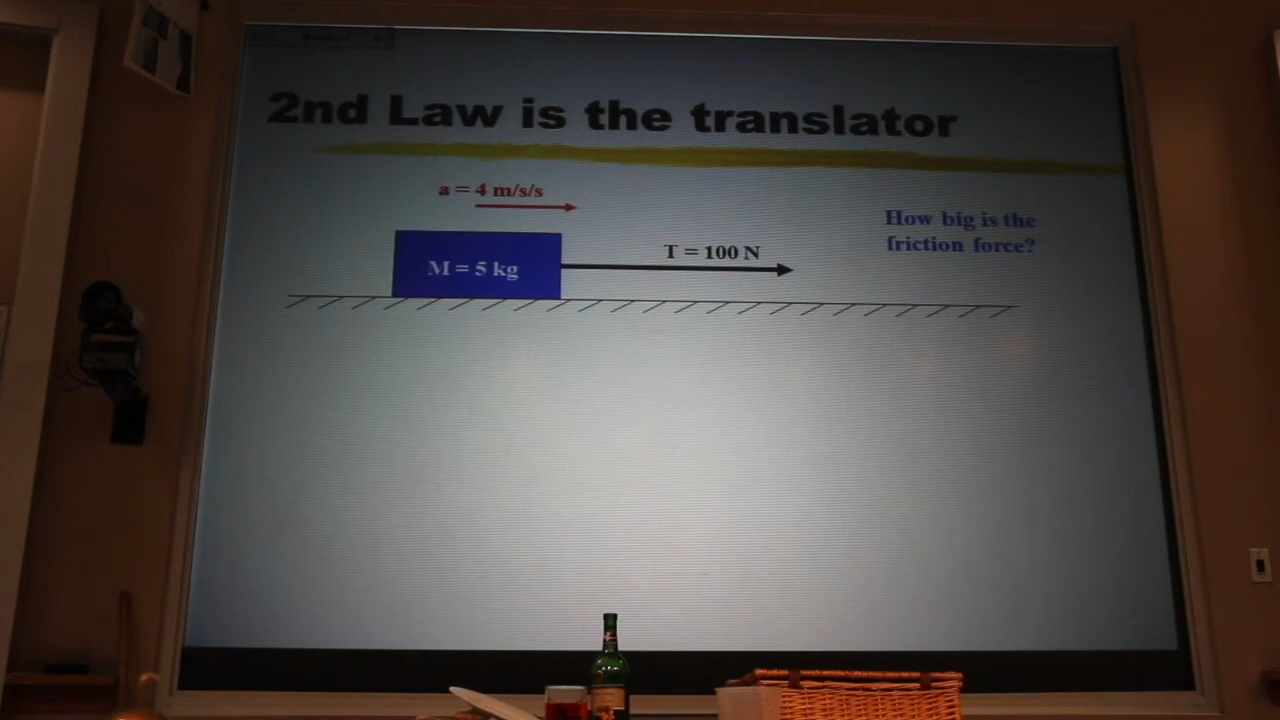 2nd Law is the translator
a = 4 m/s/s
How big is the
friction force?
T = 100 N
M = 5 kg